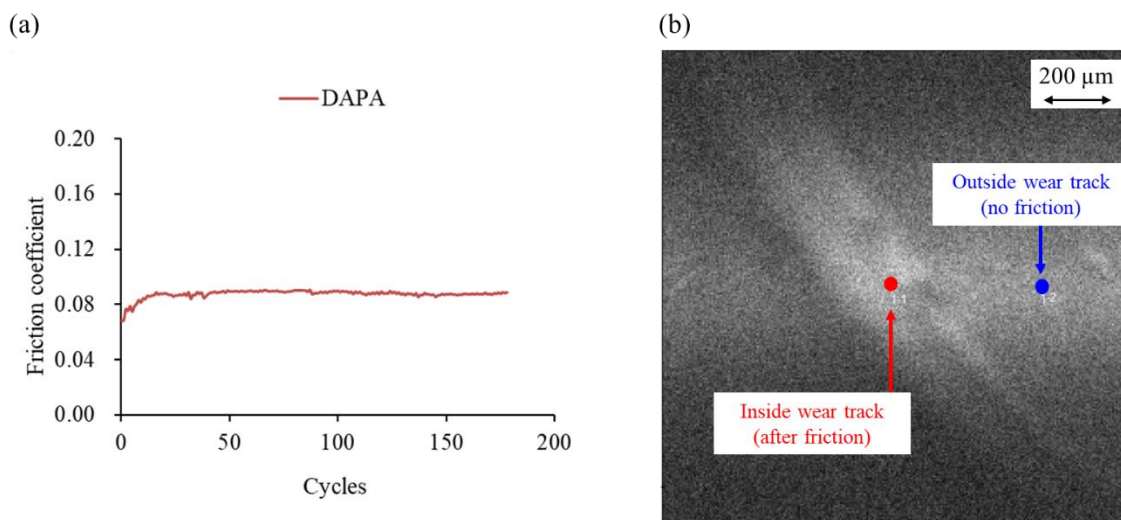 (a)
(b)
DAPA
0.20
0.16
0.12
0.08
0.04
0.00
Friction coefficient
0
50
100
150
200
Cycles
200 µm
Outside wear track
(no friction)
Inside wear track
(after friction)